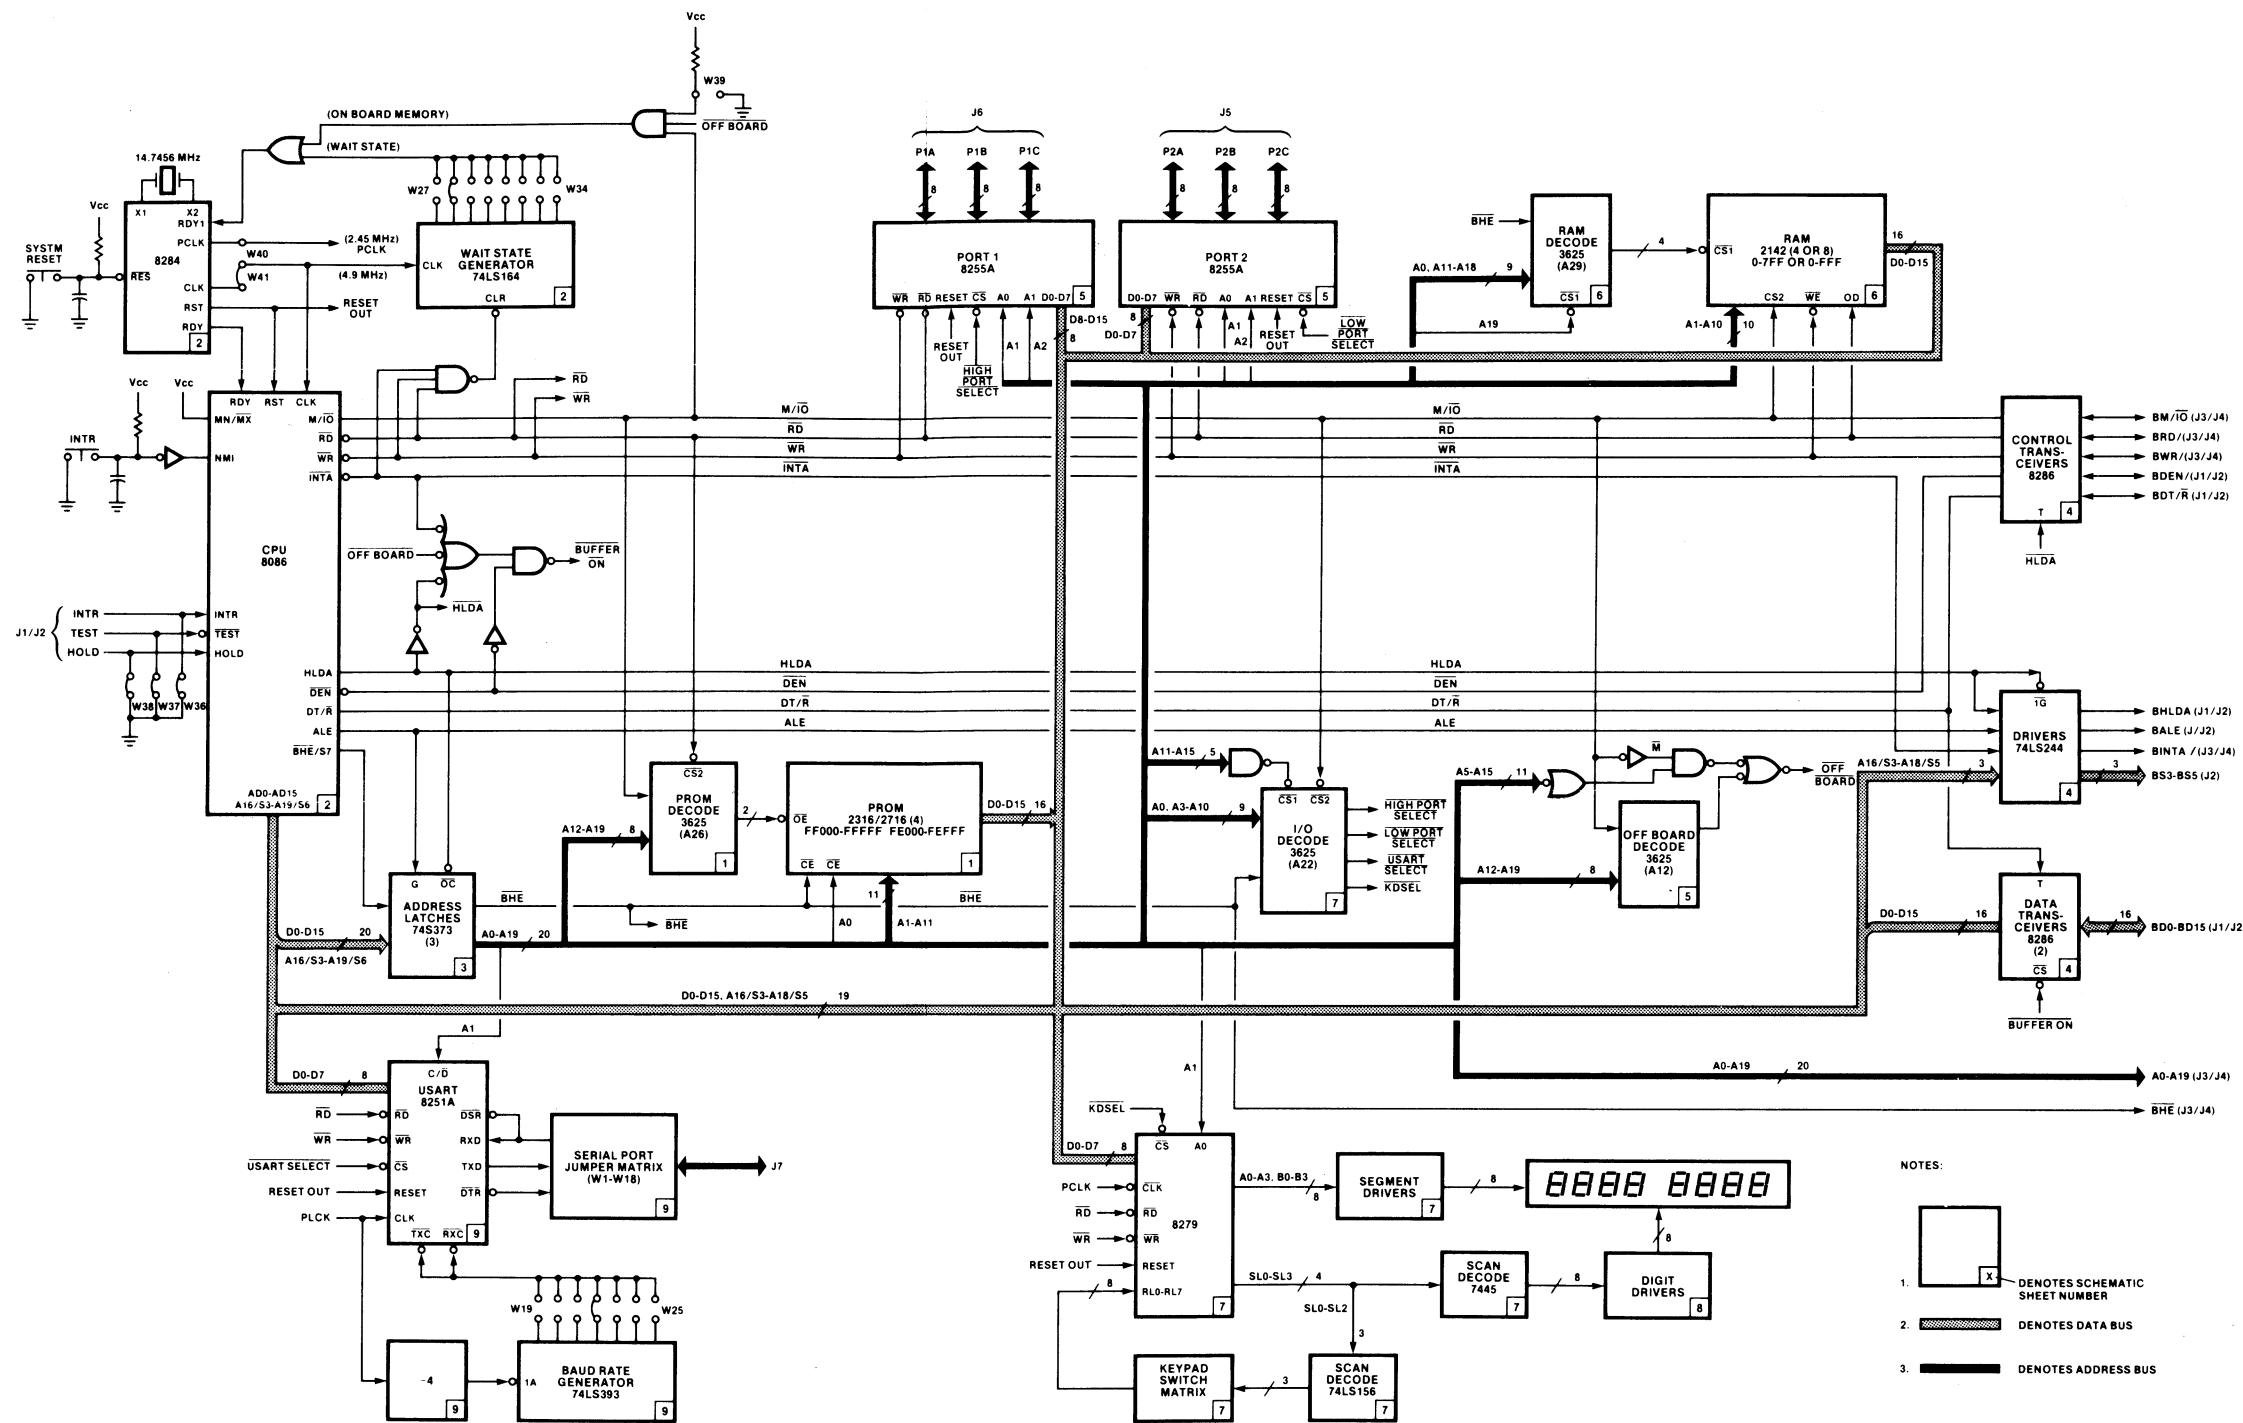 Vcc
W39
OFF BOARD
(ON BOARD MEMORY)
(WAIT STATE)
14.7456 MHz
X1 X2
RDY1
PCLK
8284
RES
CLK
RST
RDY
2
Vcc
SYSTM
RESET
W40
W41
(2.45 MHz)
PCLK
(4.9 MHz)
RESET
OUT
W27
W34
WAIT STATE
GENERATOR
74LS164
CLK
CLR
2
J6
P1A P1B P1C
8 8 8
PORT 1
8255A
WR RD RESET CS A0 A1 D0-D7 5
RESET
OUT
HIGH
PORT
SELECT
A1
A2
D8-D15
8
J5
P2A P2B P2C
8 8 8
PORT 2
8255A
D0-D7 WR RD A0 A1 RESET CS 5
8
D0-D7
A1
A2
RESET
OUT
LOW
PORT
SELECT
BHE
RAM
DECODE
3625
(A29)
CS1
6
A0, A11-A18 9
A19
4
RAM
2142 (4 OR 8)
0-7FF OR 0-FFF
CS1
CS2 WE OD 6
A1-A10 10
16
D0-D15
Vcc Vcc
INTR
RDY RST CLK
MN/MX
NMI
M/IO
RD
WR
INTA
CPU
8086
INTR
TEST
HOLD
HLDA
DEN
DT/R
ALE
BHE/S7
AD0-AD15
A16/S3-A19/S6
2
J1/J2
INTR
TEST
HOLD
W38 W37 W36
RD
WR
OFF BOARD
BUFFER
ON
HLDA
M/IO
RD
WR
INTA
M/IO
RD
WR
INTA
HLDA
DEN
DT/R
ALE
HLDA
DEN
DT/R
ALE
CONTROL
TRANS-
CEIVERS
8286
T
4
HLDA
BM/IO (J3/J4)
BRD/(J3/J4)
BWR/(J3/J4)
BDEN/(J1/J2)
BDT/R (J1/J2)
1G
DRIVERS
74LS244
4
BHLDA (J1/J2)
BALE (J/J2)
BINTA / (J3/J4)
BS3-BS5 (J2)
3
A16/S3-A18/S5
3
CS2
PROM
DECODE
3625
(A26)
1
A12-A19 8
2
PROM
2316/2716 (4)
FF000-FFFFF FE000-FEFFF
OE
CE CE
1
D0-D15 16
11
A1-A11
A0
BHE
BHE
BHE
G OC
ADDRESS
LATCHES
74S373
(3)
3
D0-D15 20
A16/S3-A19/S6
A0-A19 20
A11-A15 5
A0, A3-A10 9
CS1 CS2
I/O
DECODE
3625
(A22)
7
HIGH PORT
SELECT
LOW PORT
SELECT
USART
SELECT
KDSEL
A5-A15 11
M
OFF
BOARD
OFF BOARD
DECODE
3625
(A12)
5
A12-A19 8
T
DATA
TRANS-
CEIVERS
8286
(2)
CS
4
D0-D15 16
16
BD0-BD15 (J1/J2
BUFFER ON
D0-D15, A16/S3-A18/S5 19
A1
D0-D7 8
C/D
USART
8251A
RD
WR
CS
RESET
CLK
TXC RXC
DSR
RXD
TXD
DTR
9
RD
WR
USART SELECT
RESET OUT
PLCK
SERIAL PORT
JUMPER MATRIX
(W1-W18)
9
J7
W19
W25
-4
9
1A
BAUD RATE
GENERATOR
74LS393
9
A1
KDSEL
D0-D7 8
CS A0
CLK
RD
WR
8279
RESET
RL0-RL7
7
PCLK
RD
WR
RESET OUT
8
A0-A3, B0-B3
8
SEGMENT
DRIVERS
7
8
8888 8888
8
SL0-SL3 4
SL0-SL2
3
SCAN
DECODE
7445
7
8
DIGIT
DRIVERS
8
KEYPAD
SWITCH
MATRIX
7
3
SCAN
DECODE
74LS156
7
A0-A19 20
A0-A19 (J3/J4)
BHE (J3/J4)
NOTES:
1. X DENOTES SCHEMATIC
SHEET NUMBER
2. DENOTES DATA BUS
3. DENOTES ADDRESS BUS